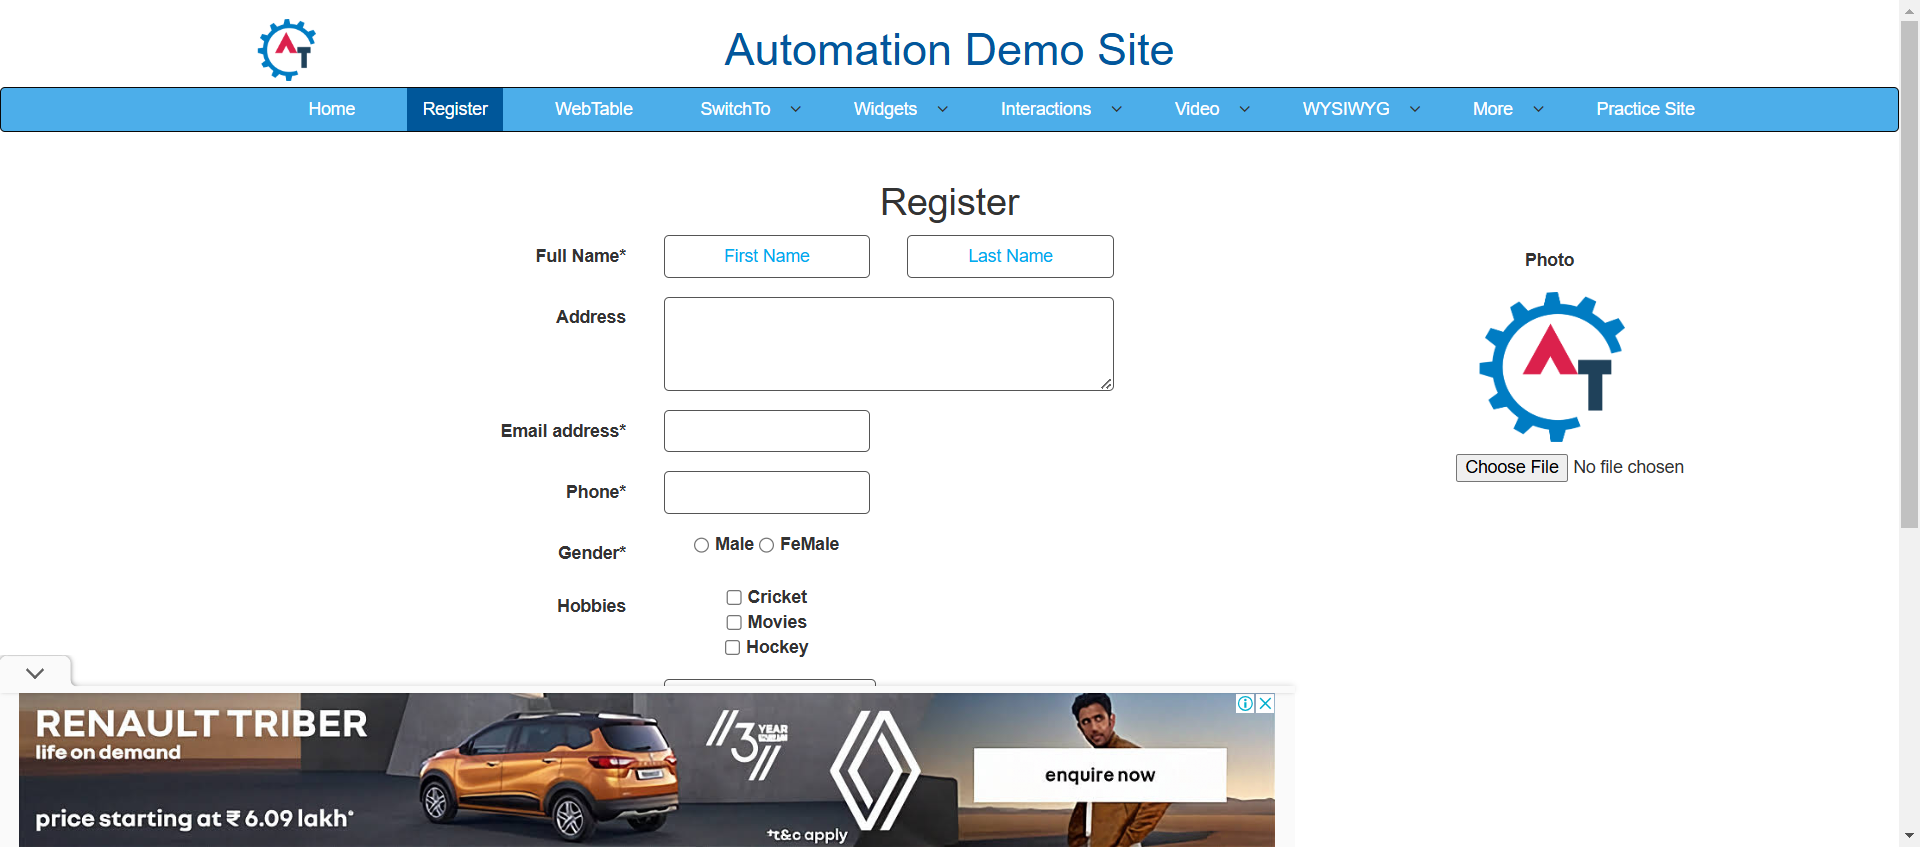 AT
Automation Demo Site
Home Register WebTable SwitchTo Widgets Interactions Video WYSIWYG More Practice Site
Register
Full Name* First Name Last Name
Photo
Address
AT
Email address*
Choose File No file chosen
Phone*
Gender* Male FeMale
Hobbies Cricket
Movies
Hockey
RENAULT TRIBER
life on demand
3 YEAR
enquire now
price starting at ₹ 6.09 lakh*
*t&c apply